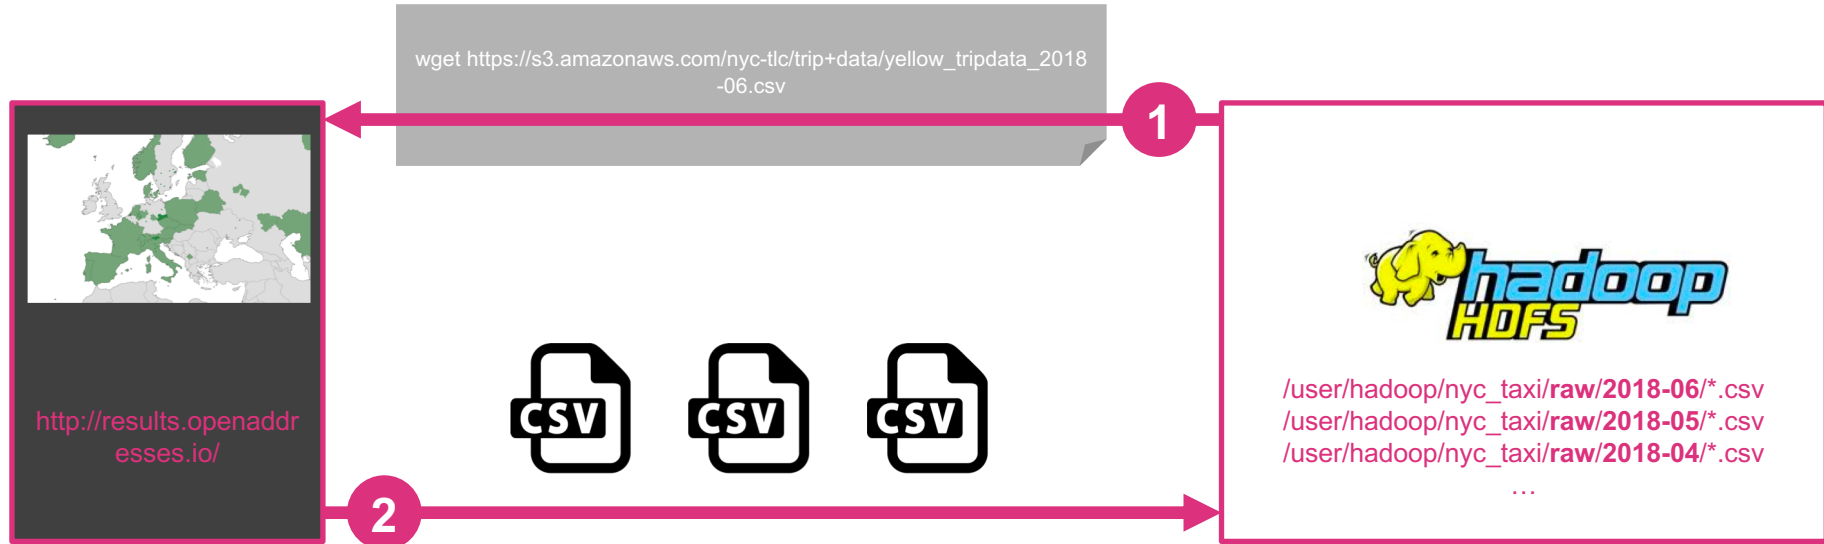 wget https://s3.amazonaws.com/nyc-tlc/trip+data/yellow_tripdata_2018
-06.csv
1
hadoop
HDFS
http://results.openaddr
esses.io/
CSV
CSV
CSV
/user/hadoop/nyc_taxi/raw/2018-06/*.csv
/user/hadoop/nyc_taxi/raw/2018-05/*.csv
/user/hadoop/nyc_taxi/raw/2018-04/*.csv
…
2